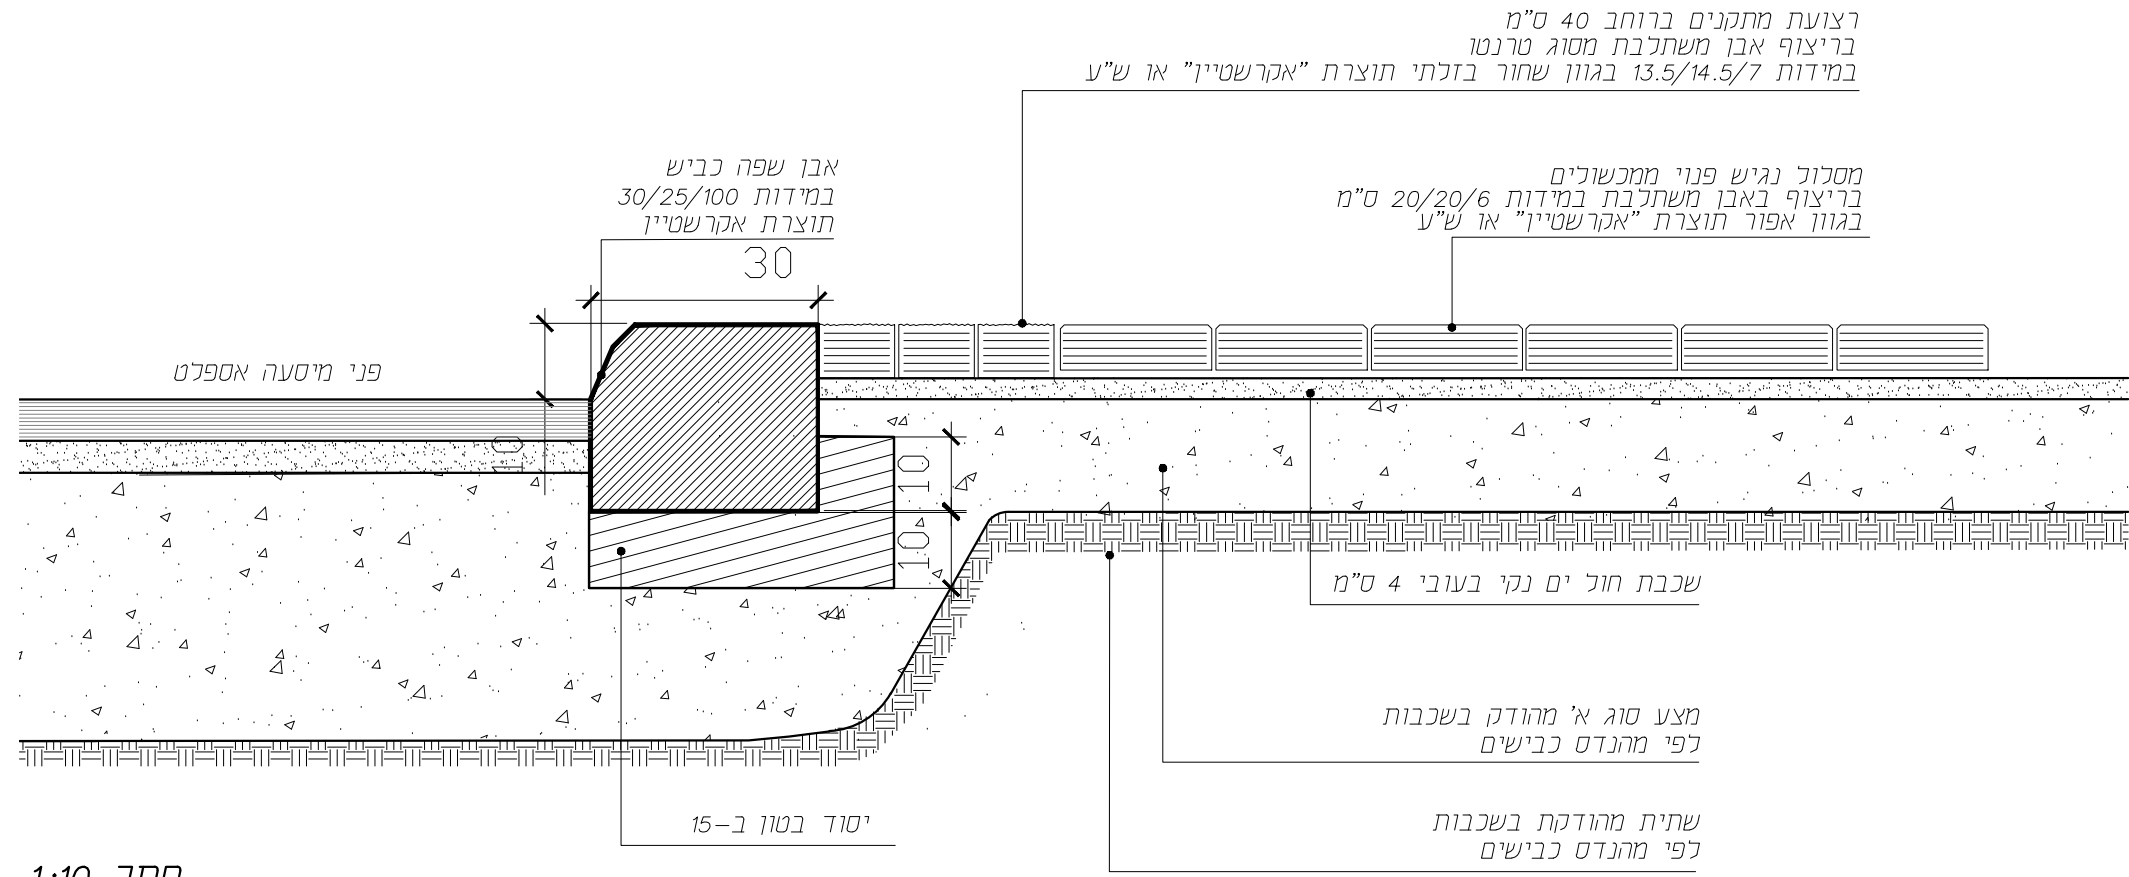 רצועת מתקנים ברוחב 40 ס"מ
בריצוף אבן משתלבת מסוג טרנטו
במידות 13.5/14.5/7 בגוון שחור בזלתי תוצרת "אקרשטיין" או ש"ע
אבן שפה כביש
במידות 30/25/100
תוצרת אקרשטיין
מסלול נגיש פנוי ממכשולים
בריצוף באבן משתלבת במידות 20/20/6 ס"מ
בגוון אפור תוצרת "אקרשטיין" או ש"ע
30
פני מיסעה אספלט
10
10
10
שכבת חול ים נקי בעובי 4 ס"מ
מצע סוג א' מהודק בשכבות
לפי מהנדס כבישים
יסוד בטון ב-15
שתית מהודקת בשכבות
לפי מהנדס כבישים
חתך 1:10